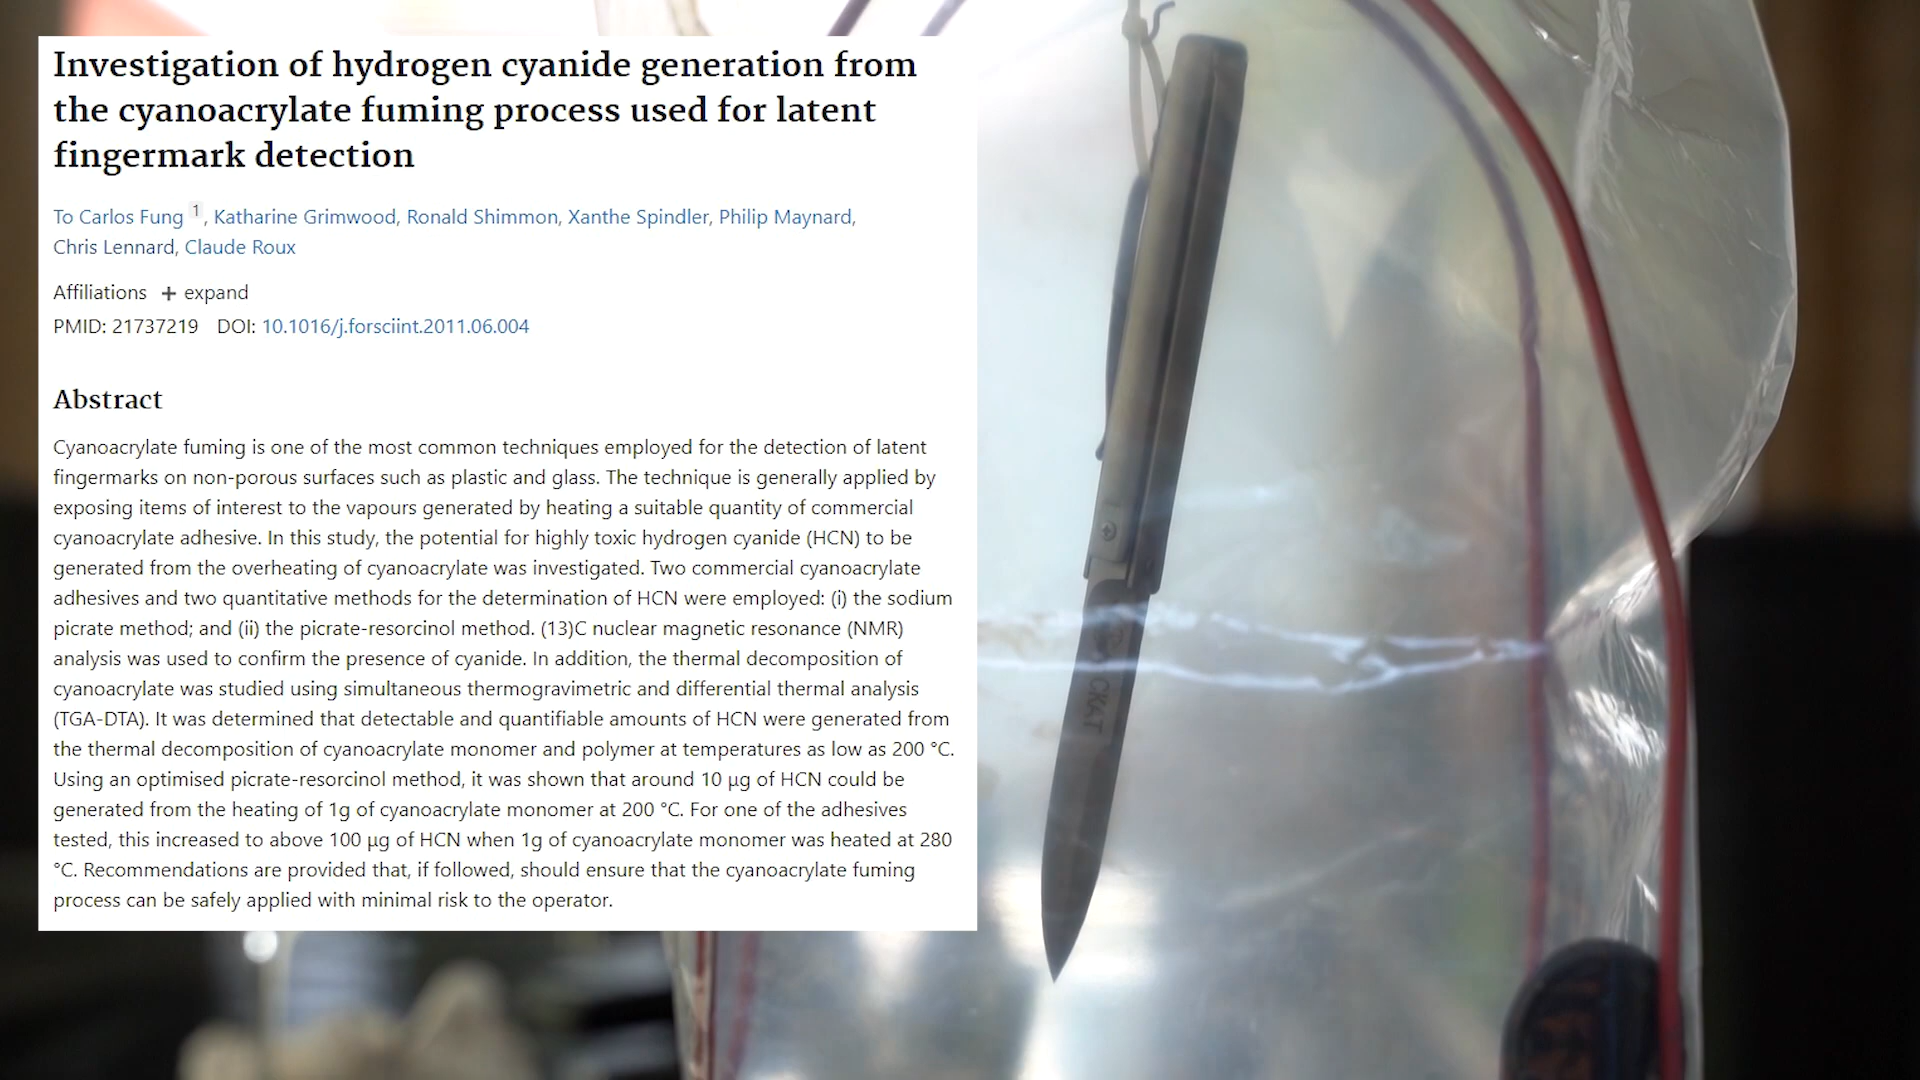 Investigation of hydrogen cyanide generation from
the cyanoacrylate fuming process used for latent
fingermark detection
To Carlos Fung 1, Katharine Grimwood, Ronald Shimmon, Xanthe Spindler, Philip Maynard,
Chris Lennard, Claude Roux
Affiliations + expand
PMID: 21737219 DOI: 10.1016/j.forsciint.2011.06.004
Abstract
Cyanoacrylate fuming is one of the most common techniques employed for the detection of latent
fingermarks on non-porous surfaces such as plastic and glass. The technique is generally applied by
exposing items of interest to the vapours generated by heating a suitable quantity of commercial
cyanoacrylate adhesive. In this study, the potential for highly toxic hydrogen cyanide (HCN) to be
generated from the overheating of cyanoacrylate was investigated. Two commercial cyanoacrylate
adhesives and two quantitative methods for the determination of HCN were employed: (i) the sodium
picrate method; and (ii) the picrate-resorcinol method. (13)C nuclear magnetic resonance (NMR)
analysis was used to confirm the presence of cyanide. In addition, the thermal decomposition of
cyanoacrylate was studied using simultaneous thermogravimetric and differential thermal analysis
(TGA-DTA). It was determined that detectable and quantifiable amounts of HCN were generated from
the thermal decomposition of cyanoacrylate monomer and polymer at temperatures as low as 200 °C.
Using an optimised picrate-resorcinol method, it was shown that around 10 μg of HCN could be
generated from the heating of 1g of cyanoacrylate monomer at 200 °C. For one of the adhesives
tested, this increased to above 100 μg of HCN when 1g of cyanoacrylate monomer was heated at 280
°C. Recommendations are provided that, if followed, should ensure that the cyanoacrylate fuming
process can be safely applied with minimal risk to the operator.